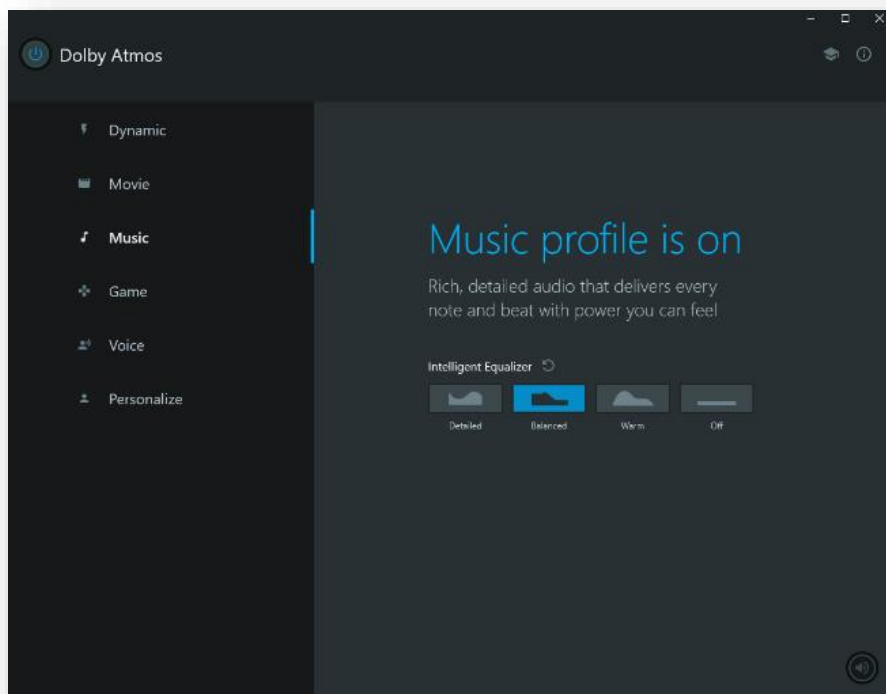 Dolby Atmos
Dynamic
Movie
Music
Game
Voice
Personalize
Music profile is on
Rich, detailed audio that delivers every
note and beat with power you can feel
Intelligent Equalizer
Detailed Balanced Warm Off